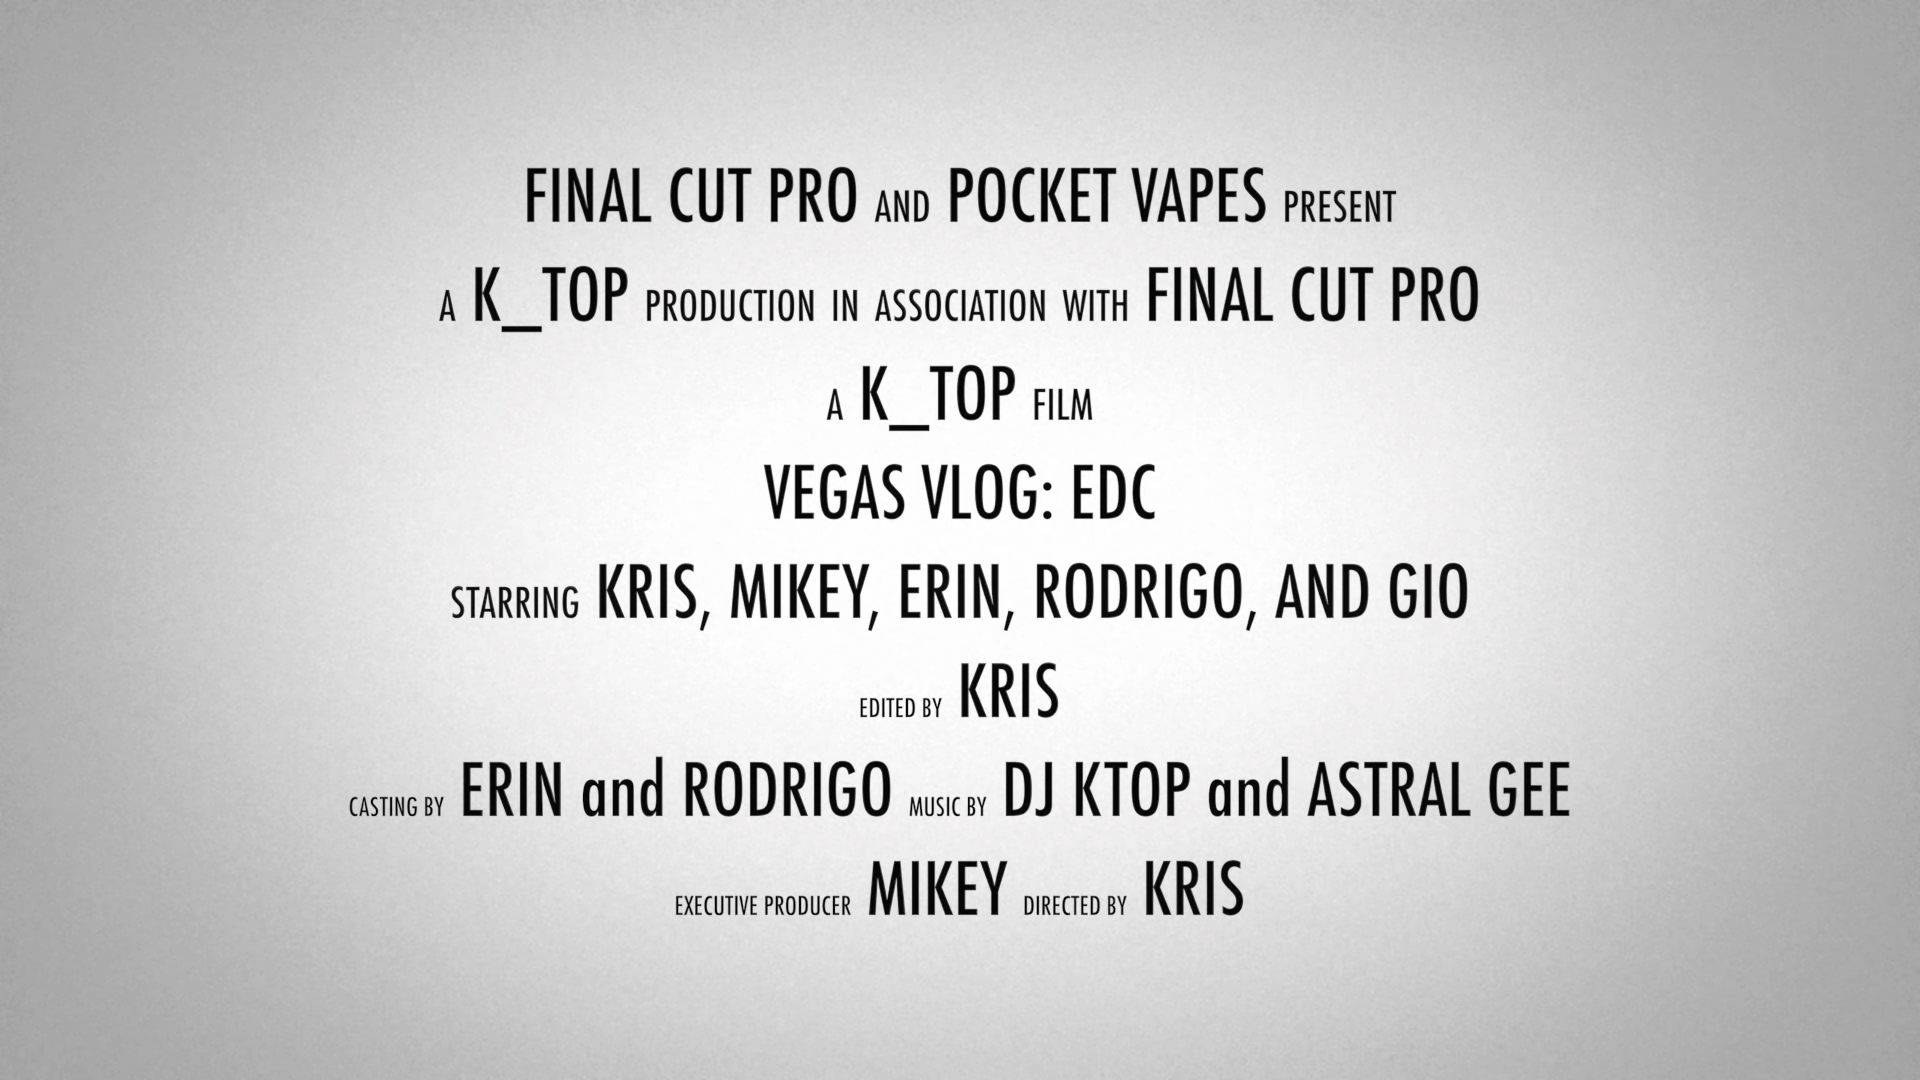 FINAL CUT PRO AND POCKET VAPES PRESENT
A K_TOP PRODUCTION IN ASSOCIATION WITH FINAL CUT PRO
A K_TOP FILM
VEGAS VLOG: EDC
STARRING KRIS, MIKEY, ERIN, RODRIGO, AND GIO
EDITED BY KRIS
CASTING BY ERIN and RODRIGO MUSIC BY DJ KTOP and ASTRAL GEE
EXECUTIVE PRODUCER MIKEY DIRECTED BY KRIS